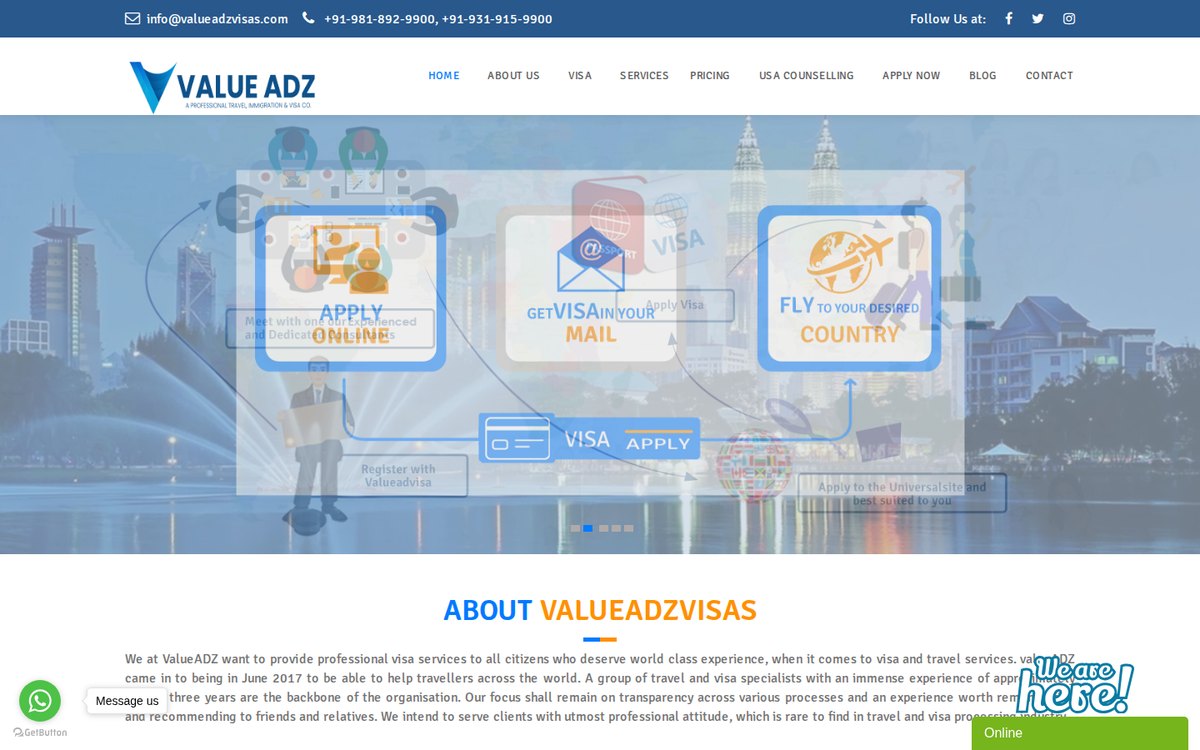 info@valueadzvisas.com +91-981-892-9900, +91-931-915-9900 Follow Us at:
VALUE ADZ
A PROFESSIONAL TRAVEL, IMMIGRATION & VISA CO.
HOME ABOUT US VISA SERVICES PRICING USA COUNSELLING APPLY NOW BLOG CONTACT
PASSPORT
VISA
Apply Visa
Meet with one our Experienced
and Dedicated Consultants
APPLY
ONLINE
@
GET VISA IN YOUR
MAIL
FLY TO YOUR DESIRED
COUNTRY
VISA APPLY
Register with
Valueadvisa
Apply to the Universalsite and
best suited to you
ABOUT VALUEADZVISAS
We at ValueADZ want to provide professional visa services to all citizens who deserve world class experience, when it comes to visa and travel services. valueADZ
came in to being in June 2017 to be able to help travellers across the world. A group of travel and visa specialists with an immense experience of approximately
three years are the backbone of the organisation. Our focus shall remain on transparency across various processes and an experience worth
and recommending to friends and relatives. We intend to serve clients with utmost professional attitude, which is rare to find in travel and visa processing industry.
Message us
GetButton
We are
here!
Online